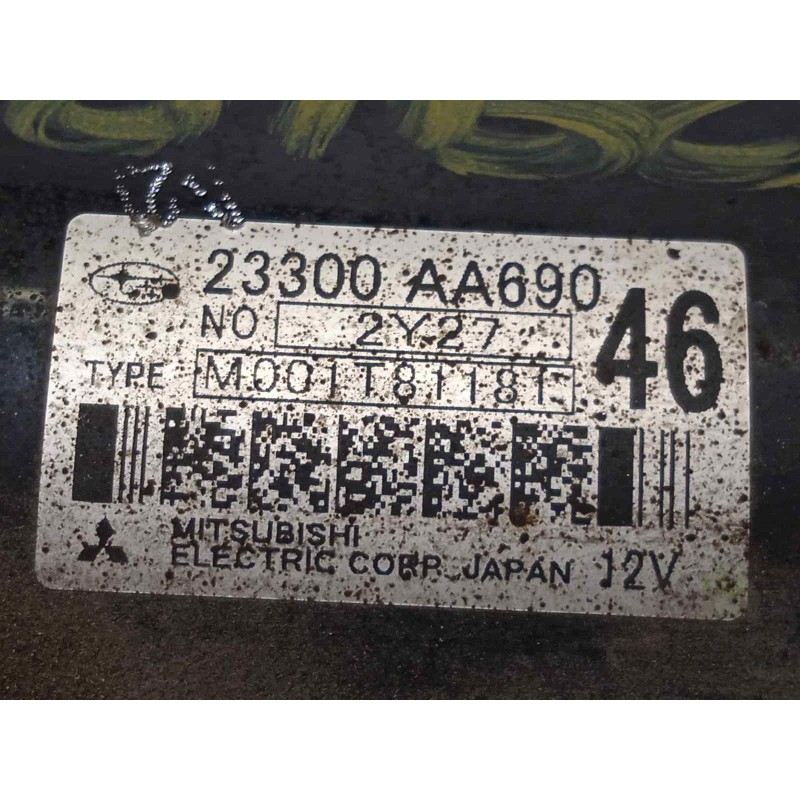 23300 AA690
46
NO 2Y27
TYPE M001T81181
MITSUBISHI
ELECTRIC CORP. JAPAN 12V